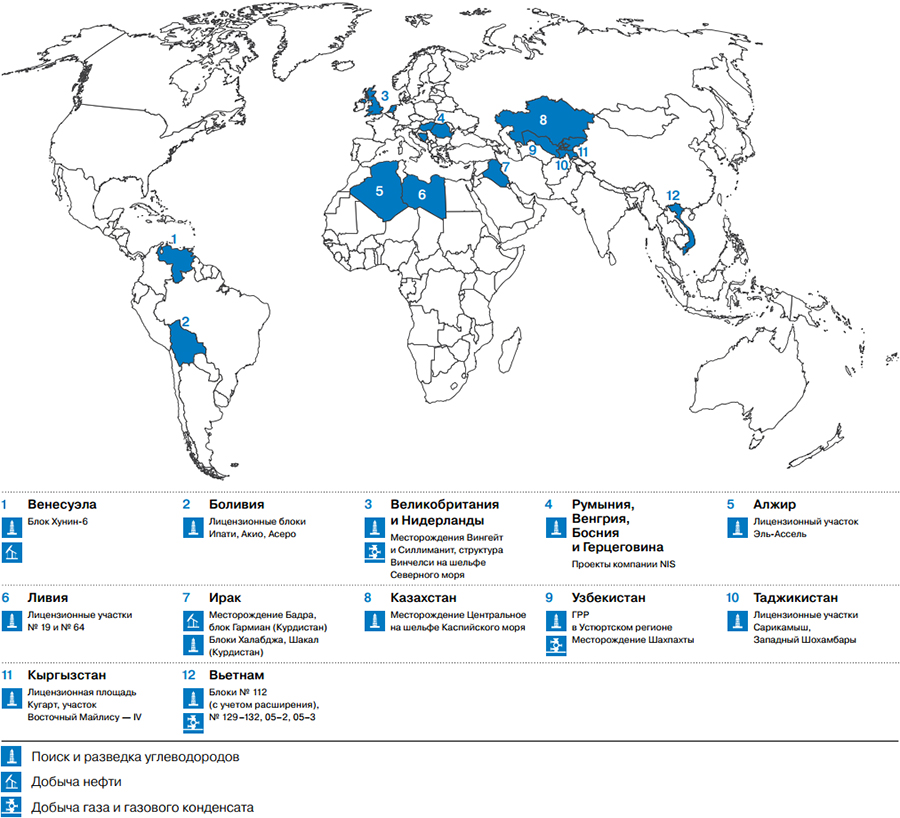 3
4
8
9
11
10
7
5
6
12
1
2
1 Венесуэла
Блок Хунин-6
2 Боливия
Лицензионные блоки
Ипати, Акио, Асеро
3 Великобритания
и Нидерланды
Месторождения Вингейт
и Силлиманит, структура
Винчелси на шельфе
Северного моря
4 Румыния,
Венгрия,
Босния
и Герцеговина
Проекты компании NIS
5 Алжир
Лицензионный участок
Эль-Ассель
6 Ливия
Лицензионные участки
№ 19 и № 64
7 Ирак
Месторождение Бадра,
блок Гармиан (Курдистан)
Блоки Халабджа, Шакал
(Курдистан)
8 Казахстан
Месторождение Центральное
на шельфе Каспийского моря
9 Узбекистан
ГРР
в Устюртском регионе
Месторождение Шахпахты
10 Таджикистан
Лицензионные участки
Сарикамыш,
Западный Шохамбары
11 Кыргызстан
Лицензионная площадь
Кугарт, участок
Восточный Майлису — IV
12 Вьетнам
Блоки № 112
(с учетом расширения),
№ 129–132, 05–2, 05–3
Поиск и разведка углеводородов
Добыча нефти
Добыча газа и газового конденсата